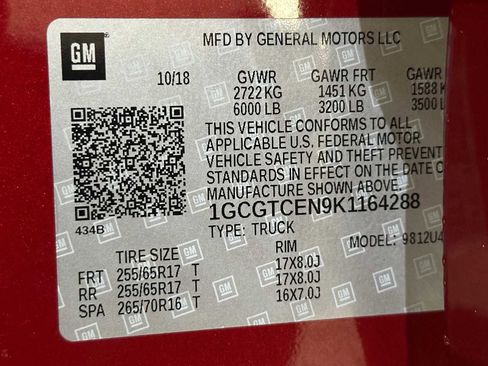 GM
MFD BY GENERAL MOTORS LLC
10/18 GVWR GAWR FRT GAWR
2722 KG 1451 KG 1588 K
6000 LB 3200 LB 3500 L
THIS VEHICLE CONFORMS TO ALL
APPLICABLE U.S. FEDERAL MOTOR
VEHICLE SAFETY AND THEFT PREVENT
STANDARDS IN EFFECT ON THE DATE O
MANUFACTURE SHOWN ABOVE.
1GCGTCEN9K1164288
434B TYPE: TRUCK MODEL: 9812U4
TIRE SIZE RIM
FRT 255/65R17 T 17X8.0J
RR 255/65R17 T 17X8.0J
SPA 265/70R16 T 16X7.0J